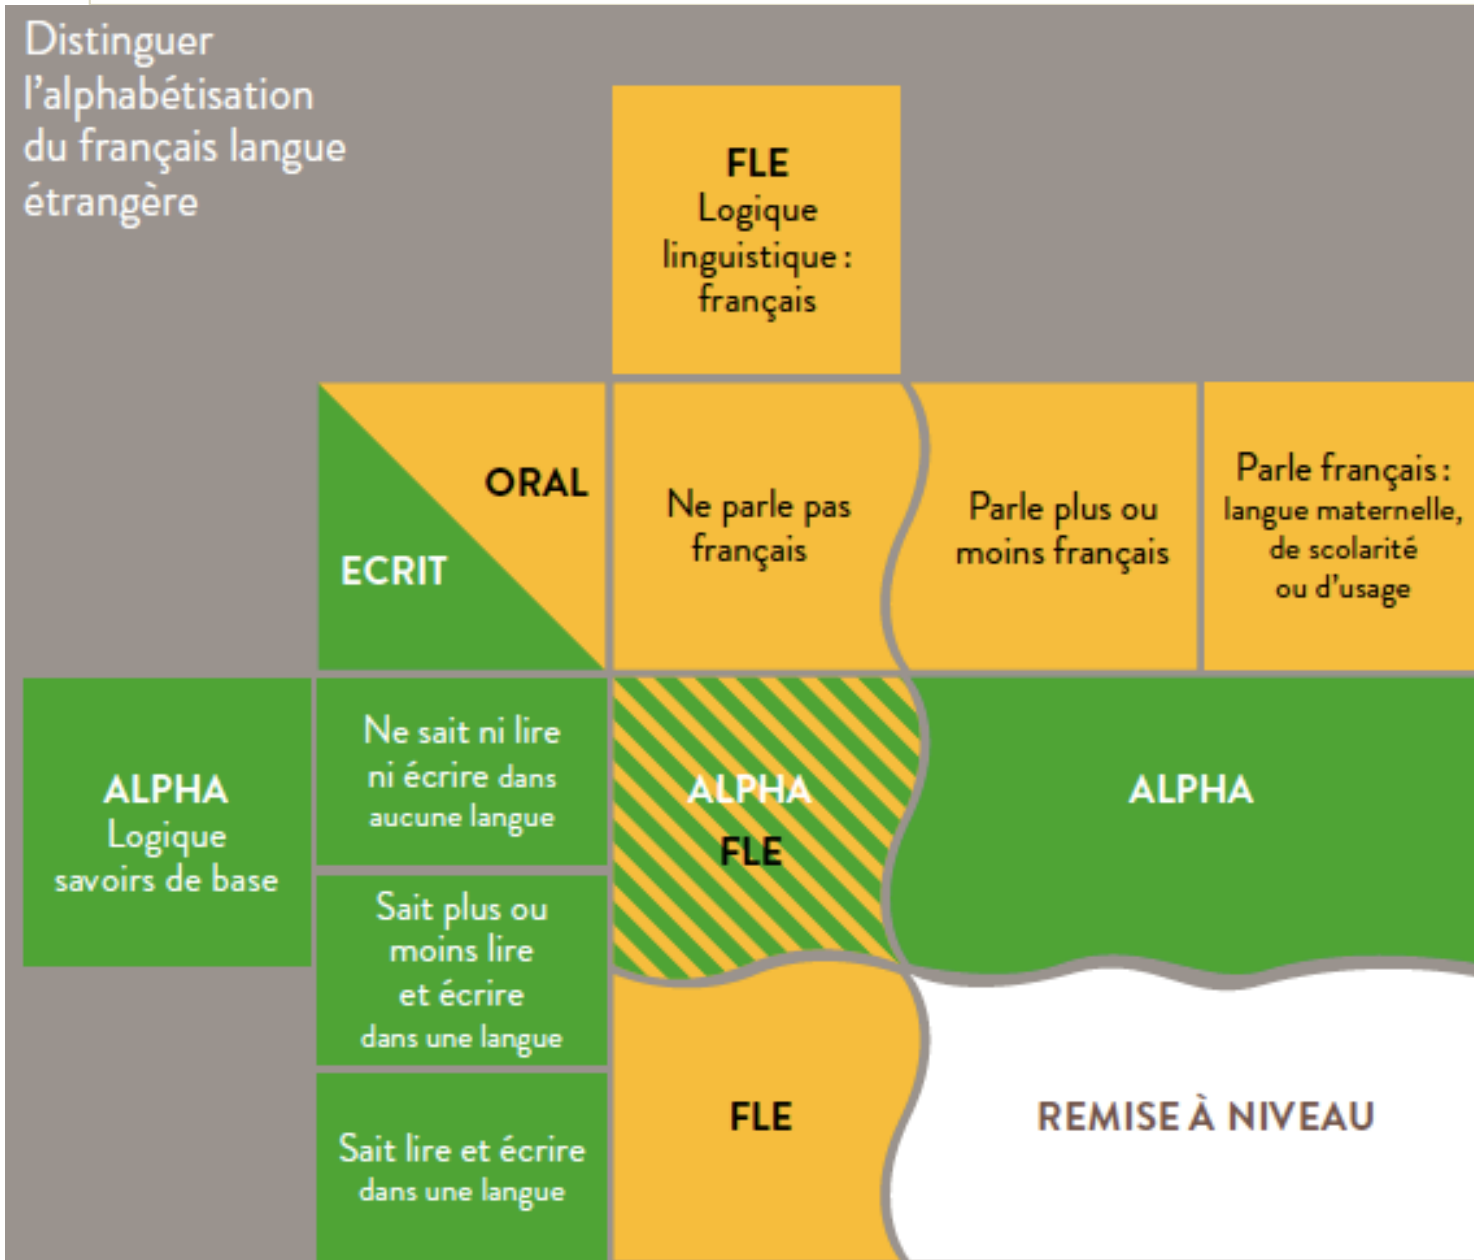 Distinguer
l'alphabétisation
du français langue
étrangère
FLE
Logique
linguistique :
français
ORAL
ECRIT
Ne parle pas
français
Parle plus ou
moins français
Parle français :
langue maternelle,
de scolarité
ou d'usage
ALPHA
Logique
savoirs de base
Ne sait ni lire
ni écrire dans
aucune langue
ALPHA
FLE
ALPHA
Sait plus ou
moins lire
et écrire
dans une langue
Sait lire et écrire
dans une langue
FLE
REMISE À NIVEAU